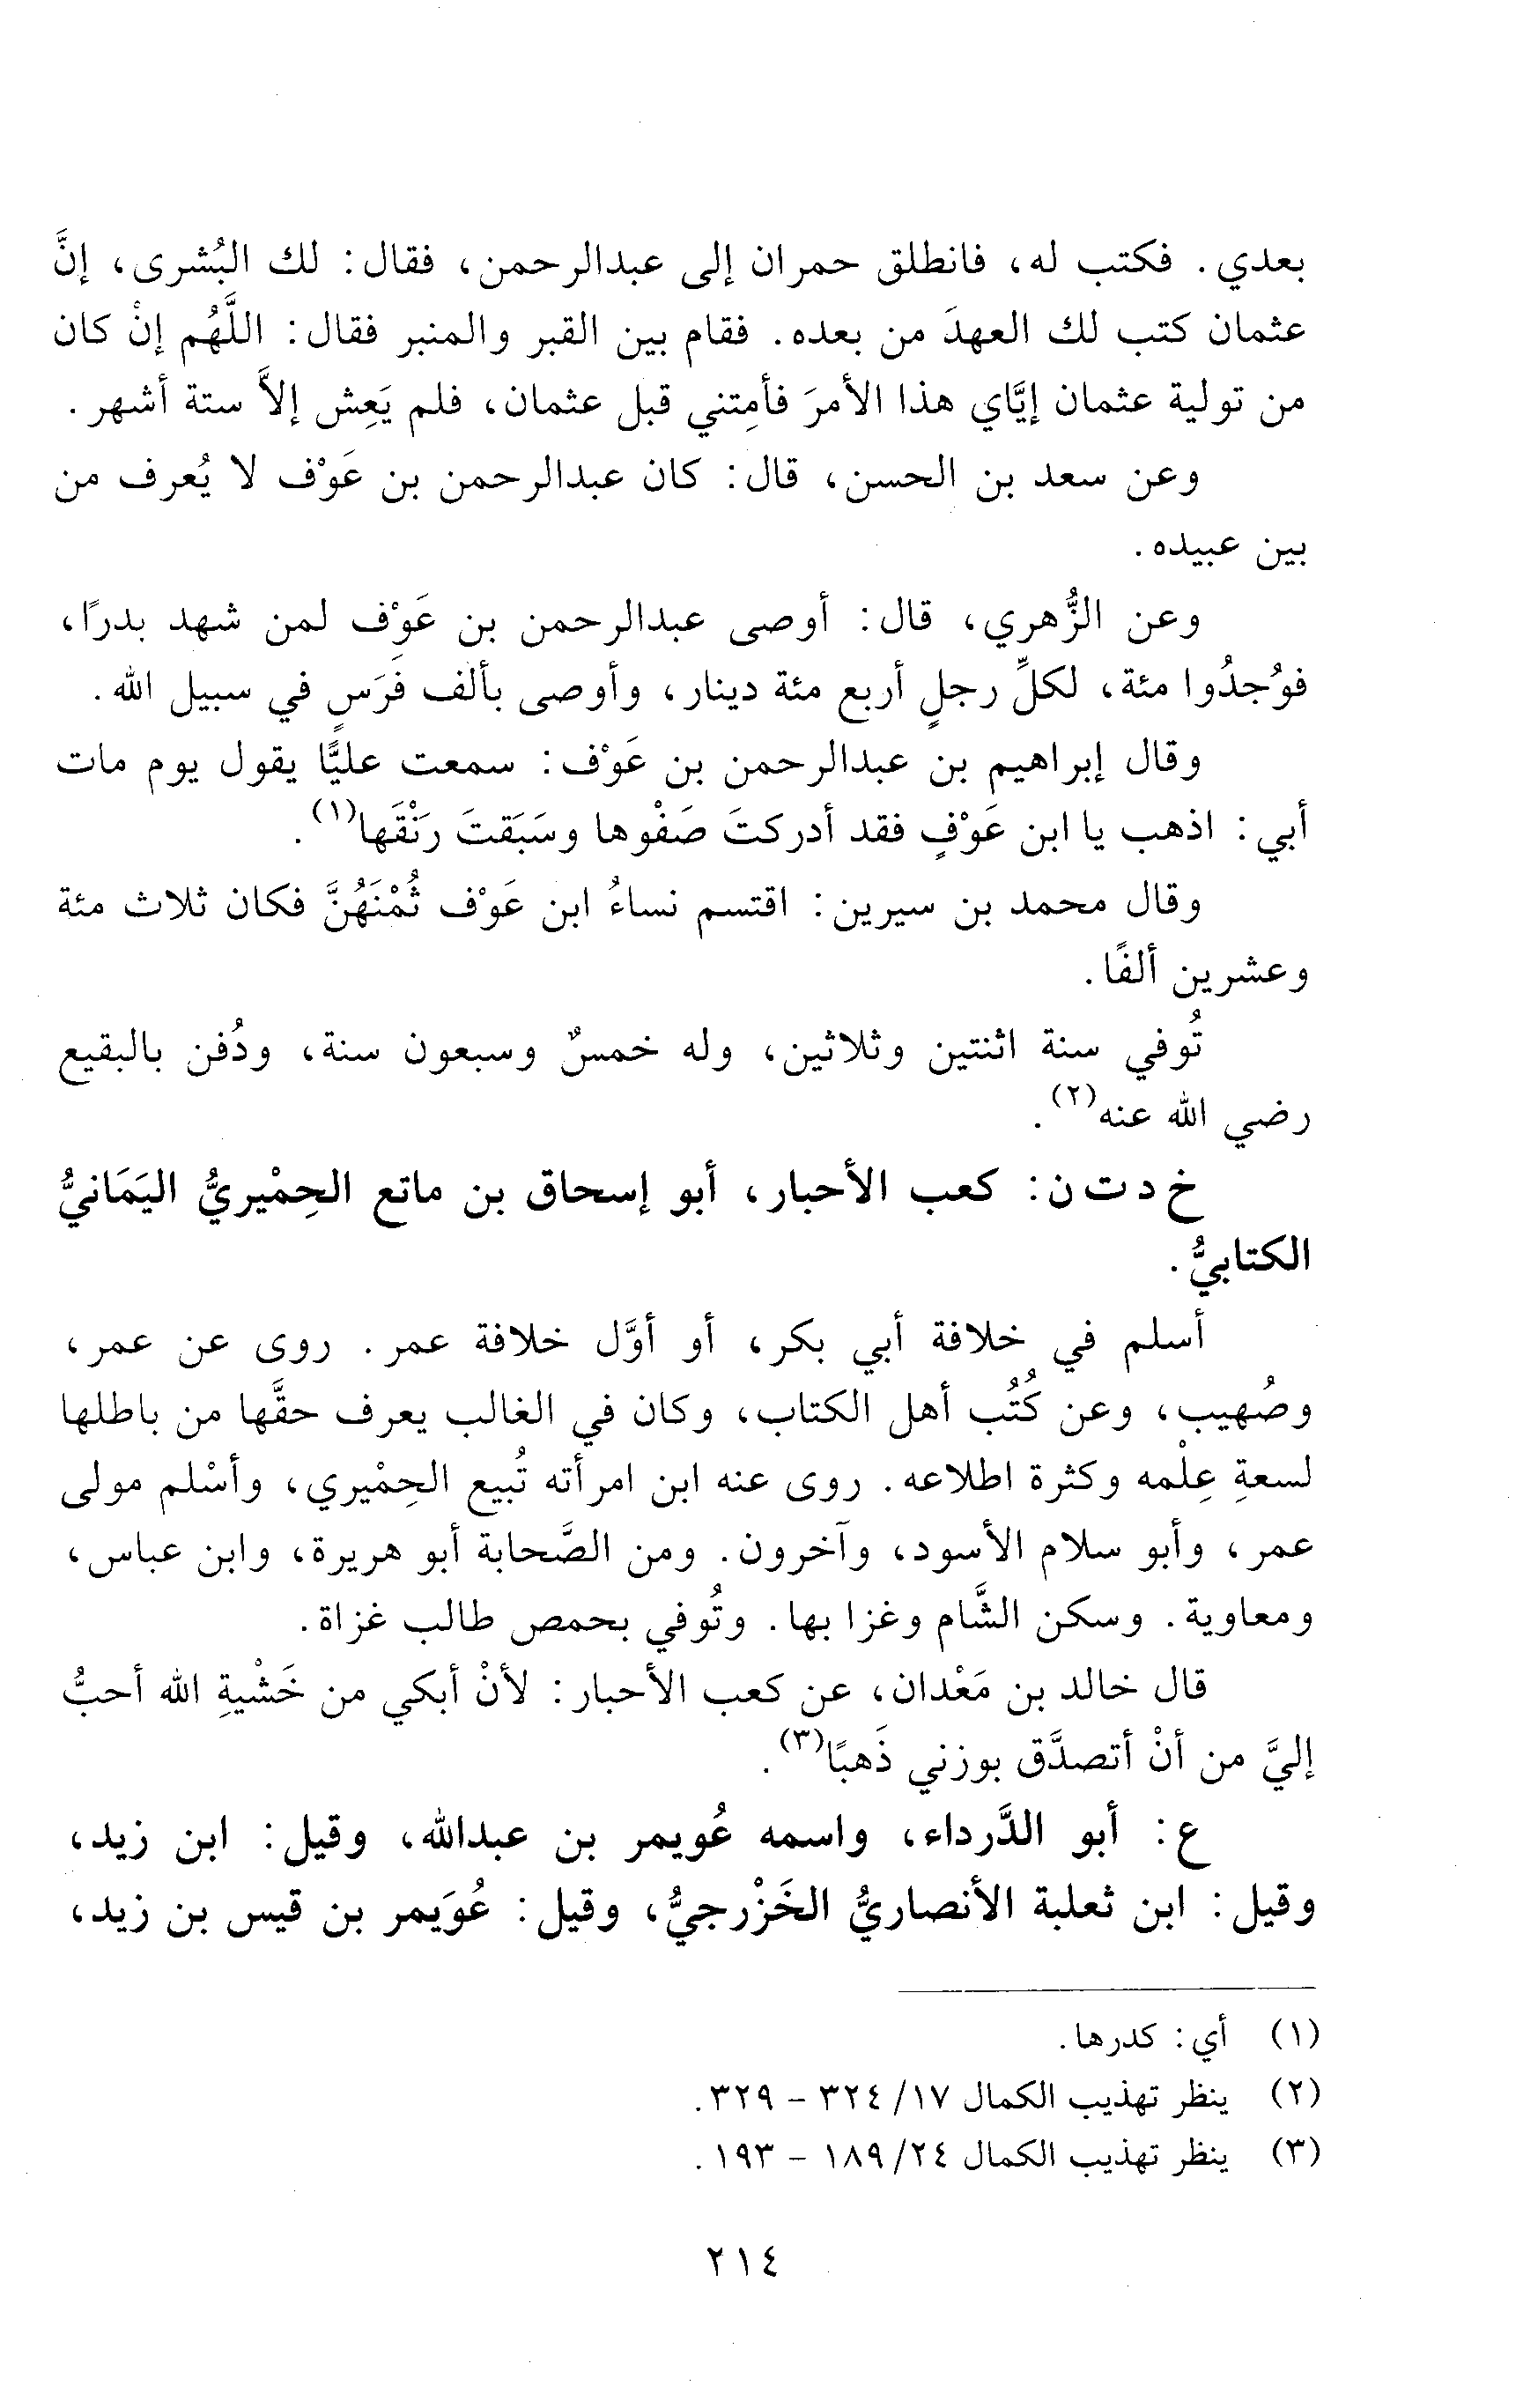 بعدي. فكتب له، فانطلق حمران إلى عبدالرحمن، فقال: لك البُشرى، إنَّ
عثمان كتب لك العهدَ من بعده. فقام بين القبر والمنبر فقال: اللَّهُم إنْ كان
من تولية عثمان إيَّاي هذا الأمرَ فأمِتني قبل عثمان، فلم يَعِش إلاَّ ستة أشهر.
وعن سعد بن الحسن، قال: كان عبدالرحمن بن عَوْف لا يُعرف من
بين عبيده.
وعن الزُّهري، قال: أوصى عبدالرحمن بن عَوْف لمن شهد بدرًا،
فوُجدُوا مئة، لكلِّ رجلٍ أربع مئة دينار، وأوصى بألف فَرَسٍ في سبيل الله.
وقال إبراهيم بن عبدالرحمن بن عَوْف: سمعت عليًّا يقول يوم مات
أبي: اذهب يا ابن عَوْفٍ فقد أدركتَ صَفْوها وسَبَقتَ رَنْقَها(١).
وقال محمد بن سيرين: اقتسم نساءُ ابن عَوْف ثُمْنَهُنَّ فكان ثلاث مئة
وعشرين ألفًا.
تُوفي سنة اثنتين وثلاثين، وله خمسٌ وسبعون سنة، ودُفن بالبقيع
رضي الله عنه(٢).
خ د ت ن: كعب الأحبار، أبو إسحاق بن ماتع الحِمْيريُّ اليَمَانيُّ
الكتابيُّ.
أسلم في خلافة أبي بكر، أو أوَّل خلافة عمر. روى عن عمر،
وصُهيب، وعن كُتُب أهل الكتاب، وكان في الغالب يعرف حقَّها من باطلها
لسعةِ عِلْمه وكثرة اطلاعه. روى عنه ابن امرأته تُبيع الحِمْيري، وأسْلم مولى
عمر، وأبو سلام الأسود، وآخرون. ومن الصَّحابة أبو هريرة، وابن عباس،
ومعاوية. وسكن الشَّام وغزا بها. وتُوفي بحمص طالب غزاة.
قال خالد بن مَعْدان، عن كعب الأحبار: لأنْ أبكي من خَشْيةِ الله أحبُّ
إليَّ من أنْ أتصدَّق بوزني ذَهبًا(٣).
ع: أبو الدَّرداء، واسمه عُويمر بن عبدالله، وقيل: ابن زيد،
وقيل: ابن ثعلبة الأنصاريُّ الخَزْرجيُّ، وقيل: عُوَيمر بن قيس بن زيد،
(١) أي: كدرها.
(٢) ينظر تهذيب الكمال ١٧/ ٣٢٤ - ٣٢٩.
(٣) ينظر تهذيب الكمال ٢٤/ ١٨٩ - ١٩٣.
٢١٤